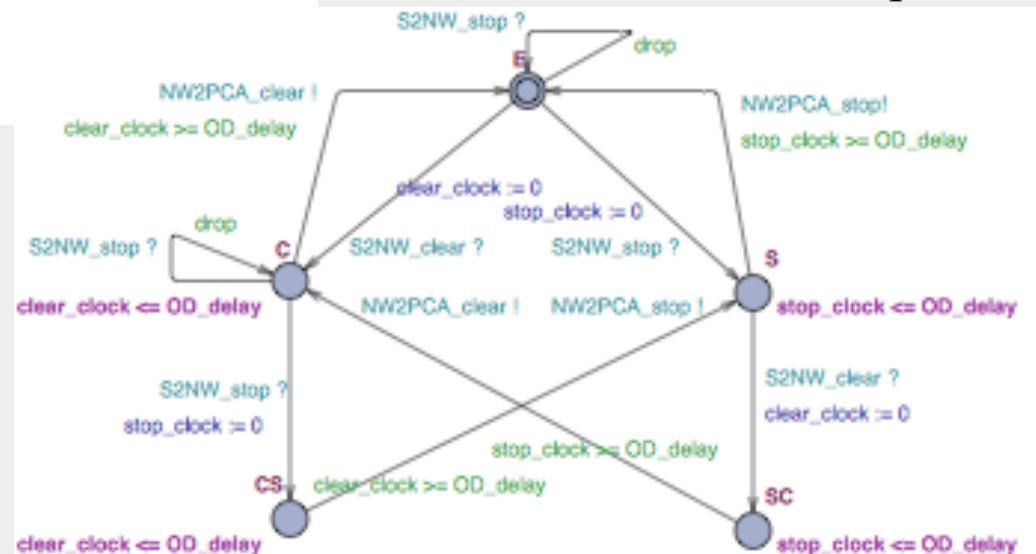 S2NW_stop ?
drop
E
NW2PCA_clear !
clear_clock >= OD_delay
NW2PCA_stop!
stop_clock >= OD_delay
clear_clock := 0
stop_clock := 0
drop
S2NW_stop ?
C
S2NW_clear ?
S2NW_stop ?
S
clear_clock <= OD_delay
NW2PCA_clear !
NW2PCA_stop !
stop_clock <= OD_delay
S2NW_stop ?
stop_clock := 0
S2NW_clear ?
clear_clock := 0
stop_clock >= OD_delay
CS
clear_clock >= OD_delay
SC
clear_clock <= OD_delay
stop_clock <= OD_delay